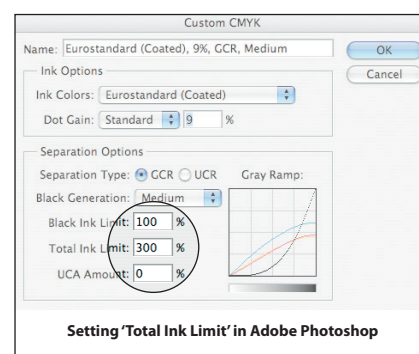 Custom CMYK
Name: Eurostandard (Coated), 9%, GCR, Medium
OK
Ink Options
Cancel
Ink Colors: Eurostandard (Coated)
Dot Gain: Standard 9 %
Separation Options
Separation Type: GCR UCR Gray Ramp:
Black Generation: Medium
Black Ink Limit: 100 %
Total Ink Limit: 300 %
UCA Amount: 0 %
Setting 'Total Ink Limit' in Adobe Photoshop